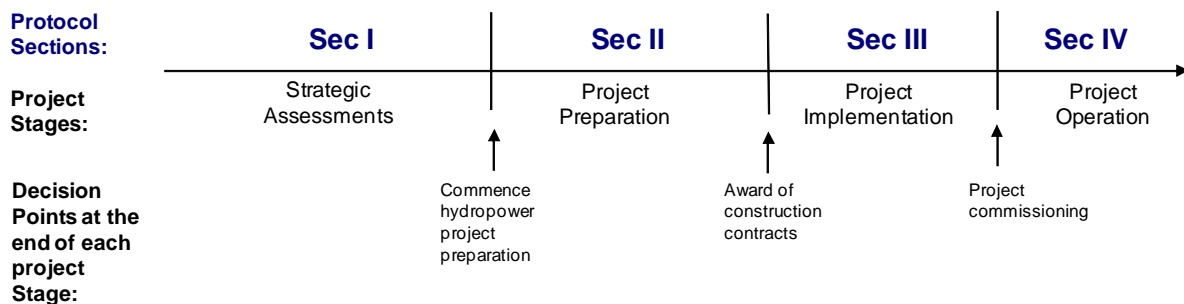 Protocol
Sections:
Sec I
Sec II
Sec III
Sec IV
Project
Stages:
Strategic
Assessments
Project
Preparation
Project
Implementation
Project
Operation
Decision
Points at the
end of each
project
Stage:
Commence
hydropower
project
preparation
Award of
construction
contracts
Project
commissioning